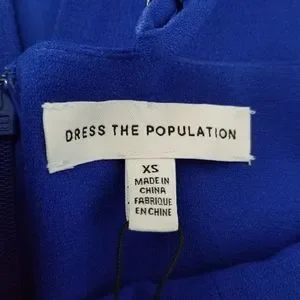 DRESS THE POPULATION
XS
MADE IN
CHINA
FABRIQUE
EN CHINE